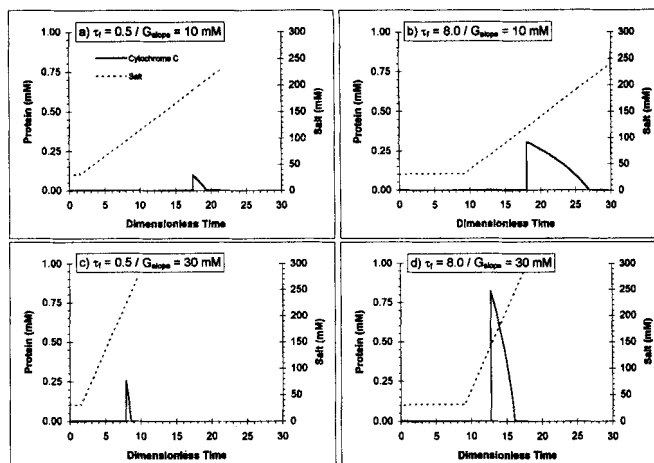 a) τf = 0.5 / Gslope = 10 mM
Cytochrome C
Salt
Protein (mM)
1.00
0.75
0.50
0.25
0.00
Salt (mM)
300
250
200
150
100
50
0
0 5 10 15 20 25 30
Dimensionless Time
b) τf = 8.0 / Gslope = 10 mM
Protein (mM)
1.00
0.75
0.50
0.25
0.00
Salt (mM)
300
250
200
150
100
50
0
0 5 10 15 20 25 30
Dimensionless Time
c) τf = 0.5 / Gslope = 30 mM
Protein (mM)
1.00
0.75
0.50
0.25
0.00
Salt (mM)
300
250
200
150
100
50
0
0 5 10 15 20 25 30
Dimensionless Time
d) τf = 8.0 / Gslope = 30 mM
Protein (mM)
1.00
0.75
0.50
0.25
0.00
Salt (mM)
300
250
200
150
100
50
0
0 5 10 15 20 25 30
Dimensionless Time